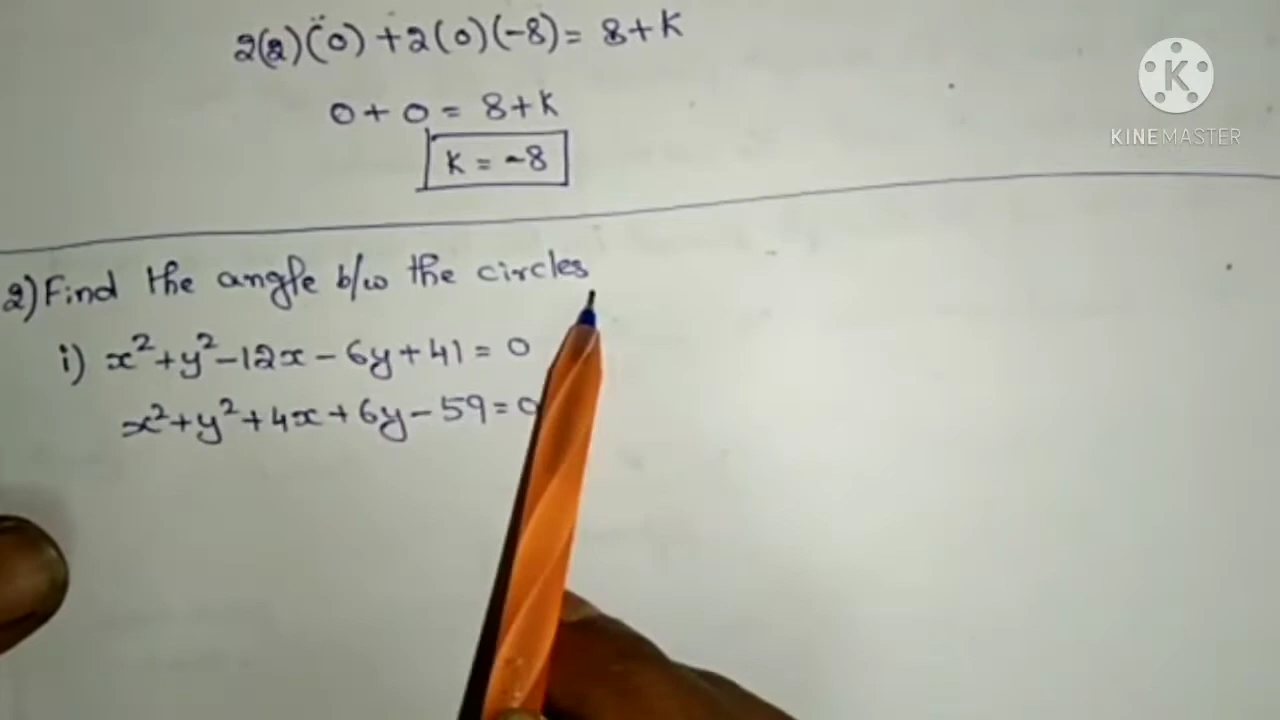 2(2)(0) + 2(0)(-8) = 8+k
0 + 0 = 8+k
k = -8
K
KINEMASTER
2) Find the angle b/w the circles
i) x²+y²-12x-6y+41=0
x²+y²+4x+6y-59=0